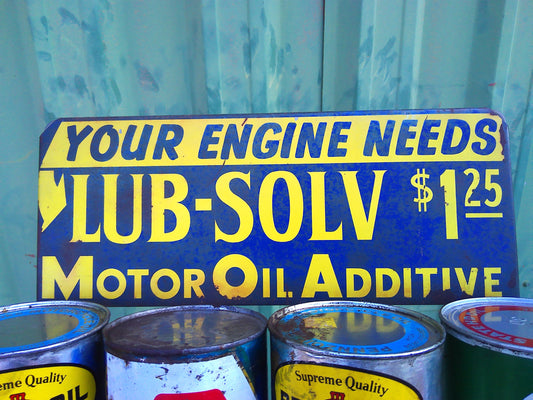 YOUR ENGINE NEEDS
LUB-SOLV $1.25
MOTOR OIL ADDITIVE
Supreme Quality
Supreme Quality